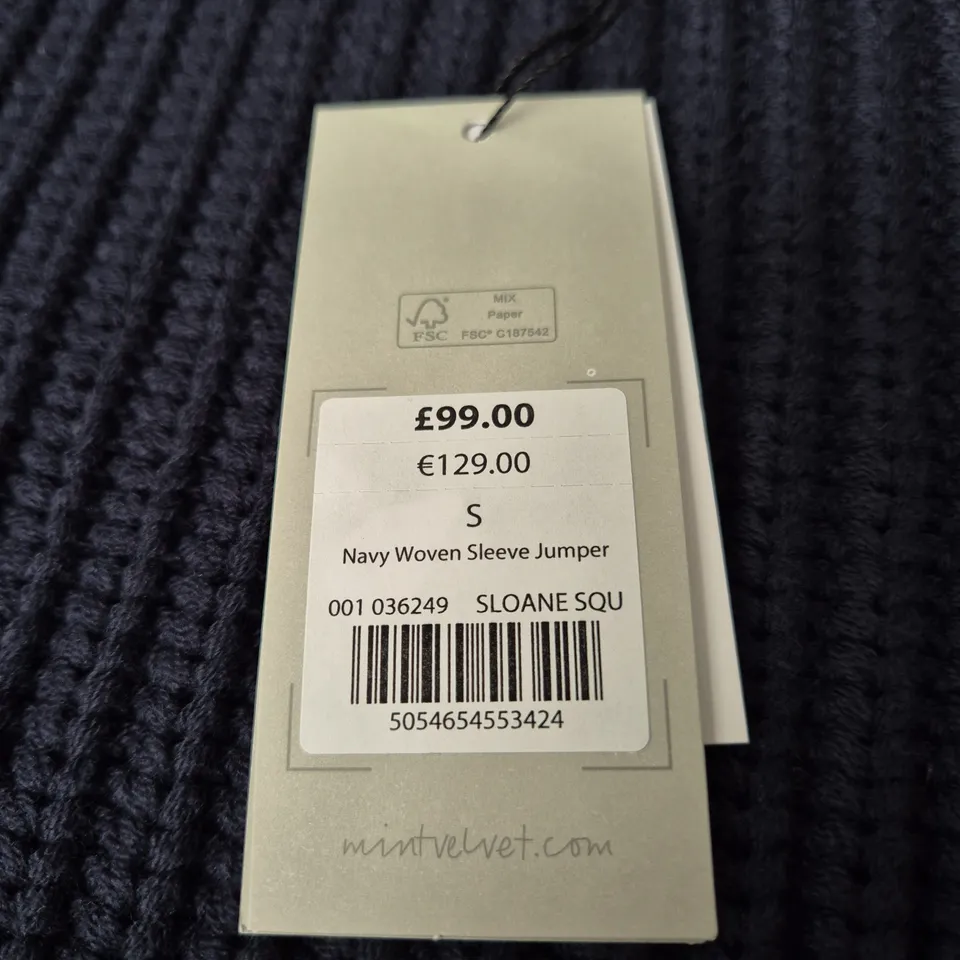 MIX
Paper
FSC
FSC® C187542
£99.00
€129.00
S
Navy Woven Sleeve Jumper
001 036249 SLOANE SQU
5054654553424
mintvelvet.com